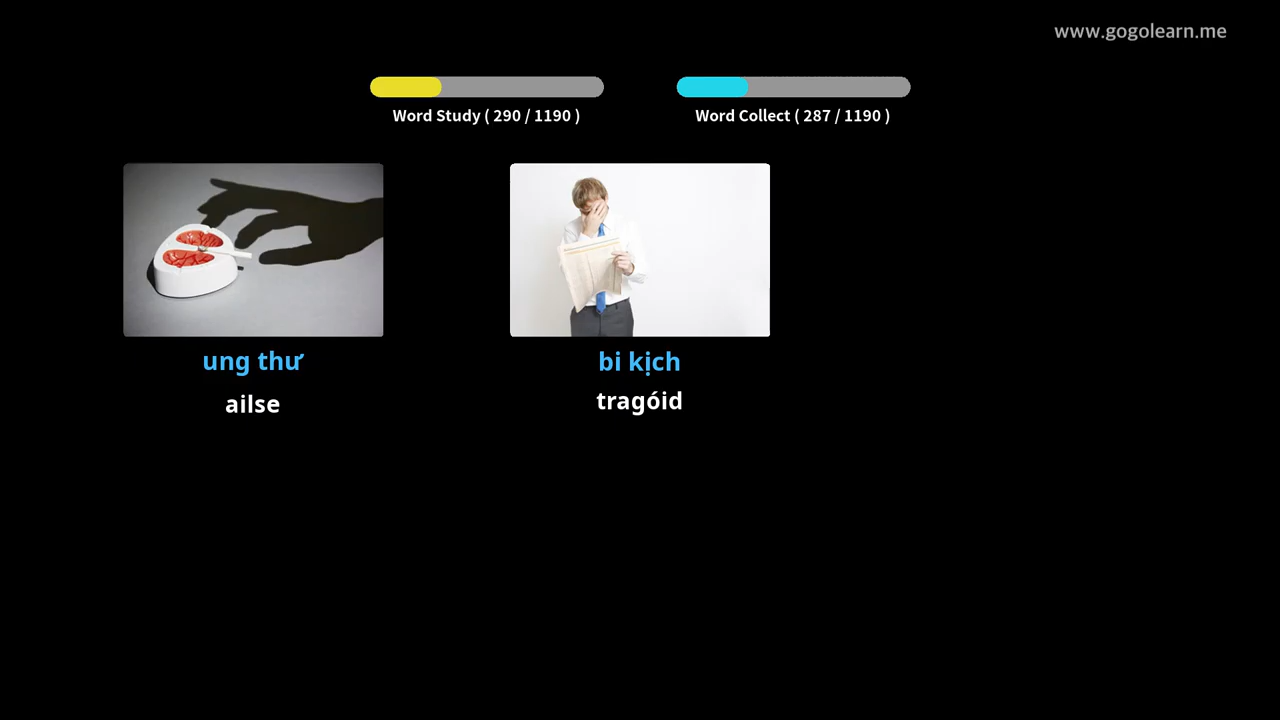 www.gogolearn.me
Word Study ( 290 / 1190 )
Word Collect ( 287 / 1190 )
ung thư
ailse
bi kịch
tragóid